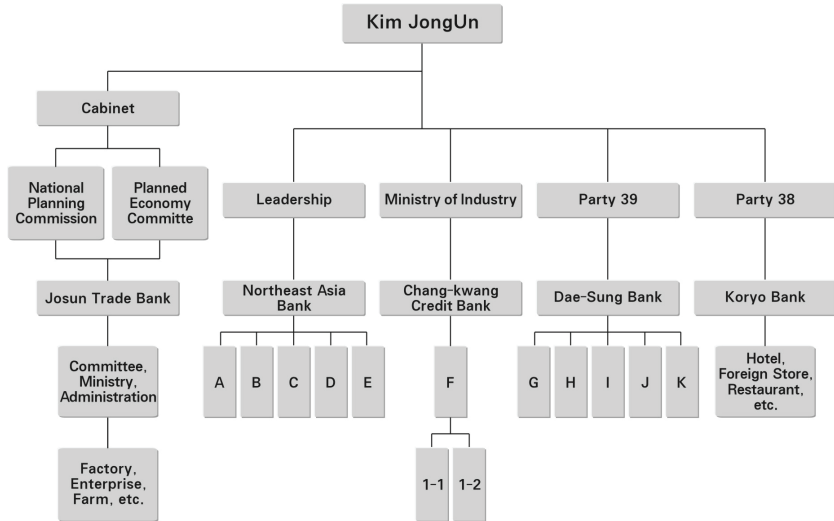 Kim JongUn
Cabinet
National
Planning
Commission
Planned
Economy
Committe
Leadership
Ministry of Industry
Party 39
Party 38
Josun Trade Bank
Northeast Asia
Bank
Chang-kwang
Credit Bank
Dae-Sung Bank
Koryo Bank
Committee,
Ministry,
Administration
A
B
C
D
E
F
G
H
I
J
K
Hotel,
Foreign Store,
Restaurant,
etc.
Factory,
Enterprise,
Farm, etc.
1-1
1-2